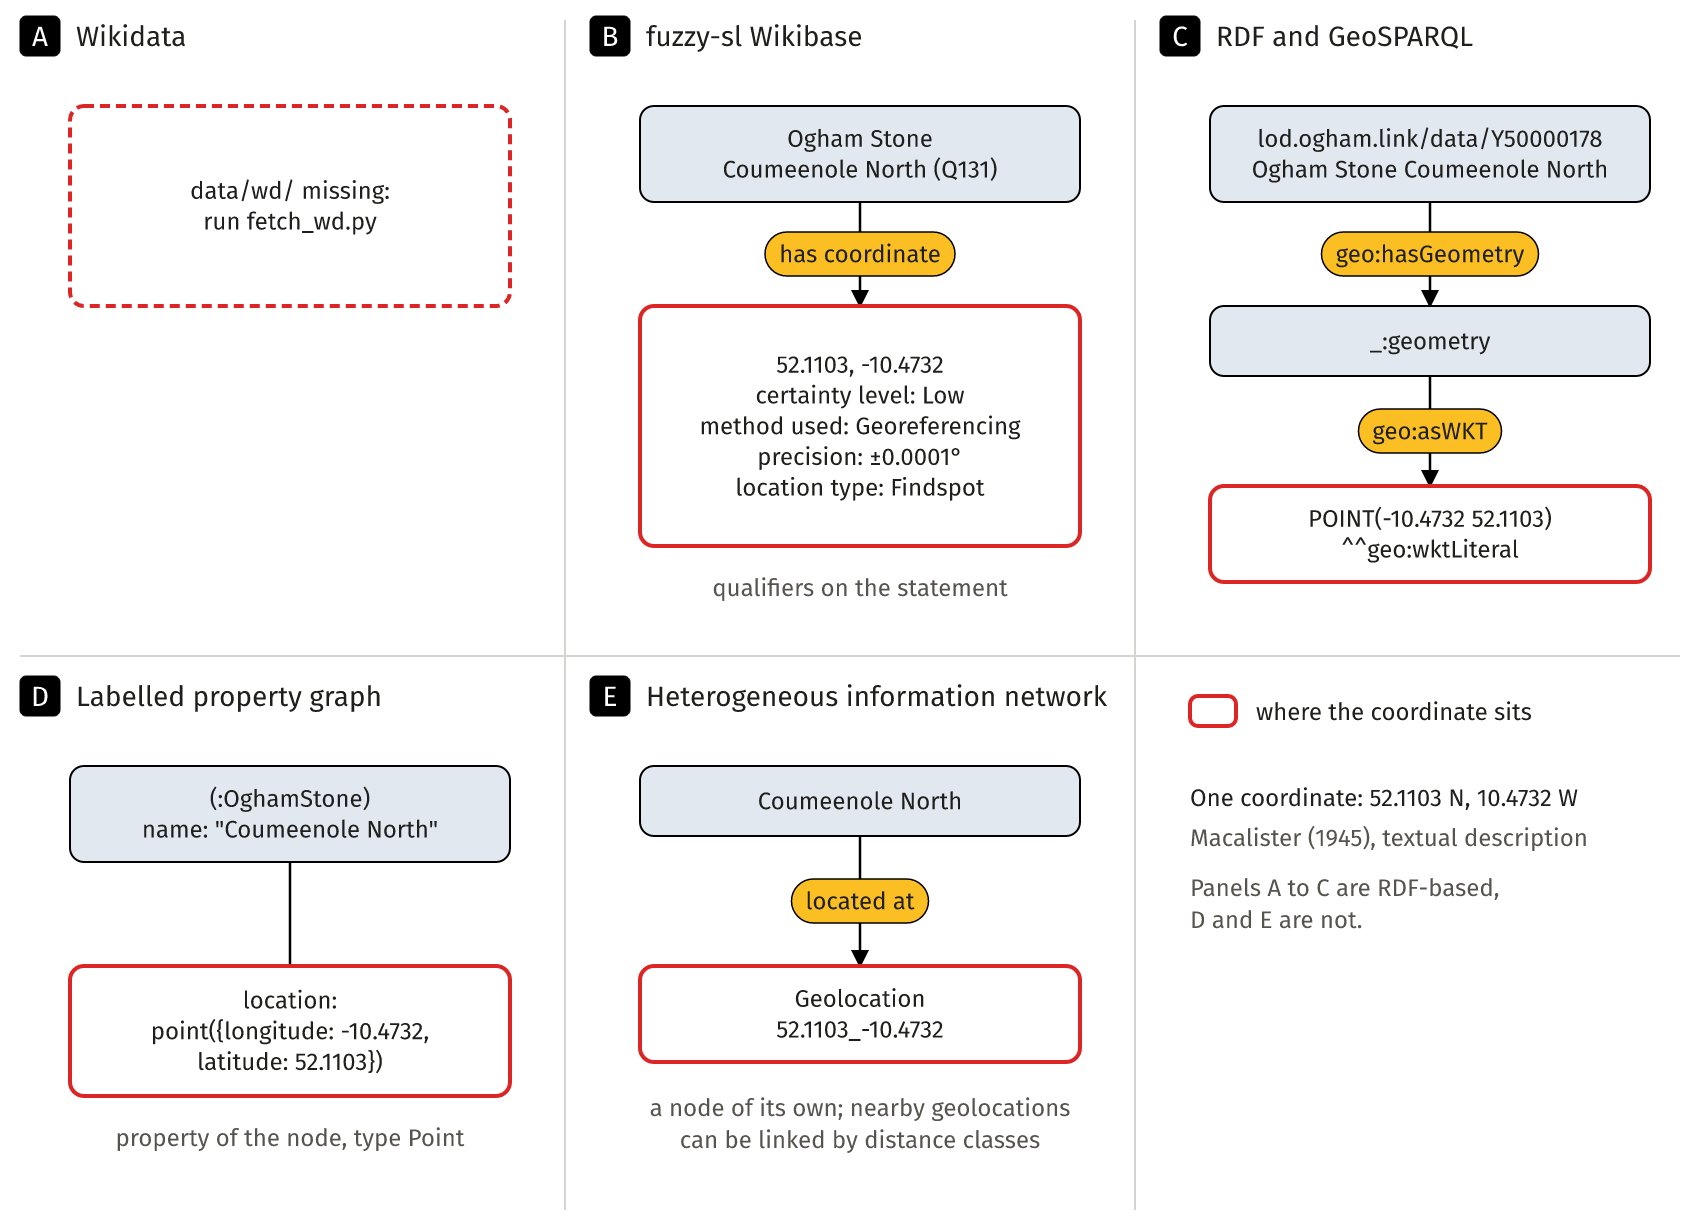 A Wikidata
data/wd/ missing:
run fetch_wd.py
B fuzzy-sl Wikibase
Ogham Stone
Coumeenole North (Q131)
has coordinate
52.1103, -10.4732
certainty level: Low
method used: Georeferencing
precision: ±0.0001°
location type: Findspot
qualifiers on the statement
C RDF and GeoSPARQL
lod.ogham.link/data/Y50000178
Ogham Stone Coumeenole North
geo:hasGeometry
_:geometry
geo:asWKT
POINT(-10.4732 52.1103)
^^geo:wktLiteral
D Labelled property graph
(:OghamStone)
name: "Coumeenole North"
location:
point({longitude: -10.4732,
latitude: 52.1103})
property of the node, type Point
E Heterogeneous information network
Coumeenole North
located at
Geolocation
52.1103_-10.4732
a node of its own; nearby geolocations
can be linked by distance classes
where the coordinate sits
One coordinate: 52.1103 N, 10.4732 W
Macalister (1945), textual description
Panels A to C are RDF-based,
D and E are not.